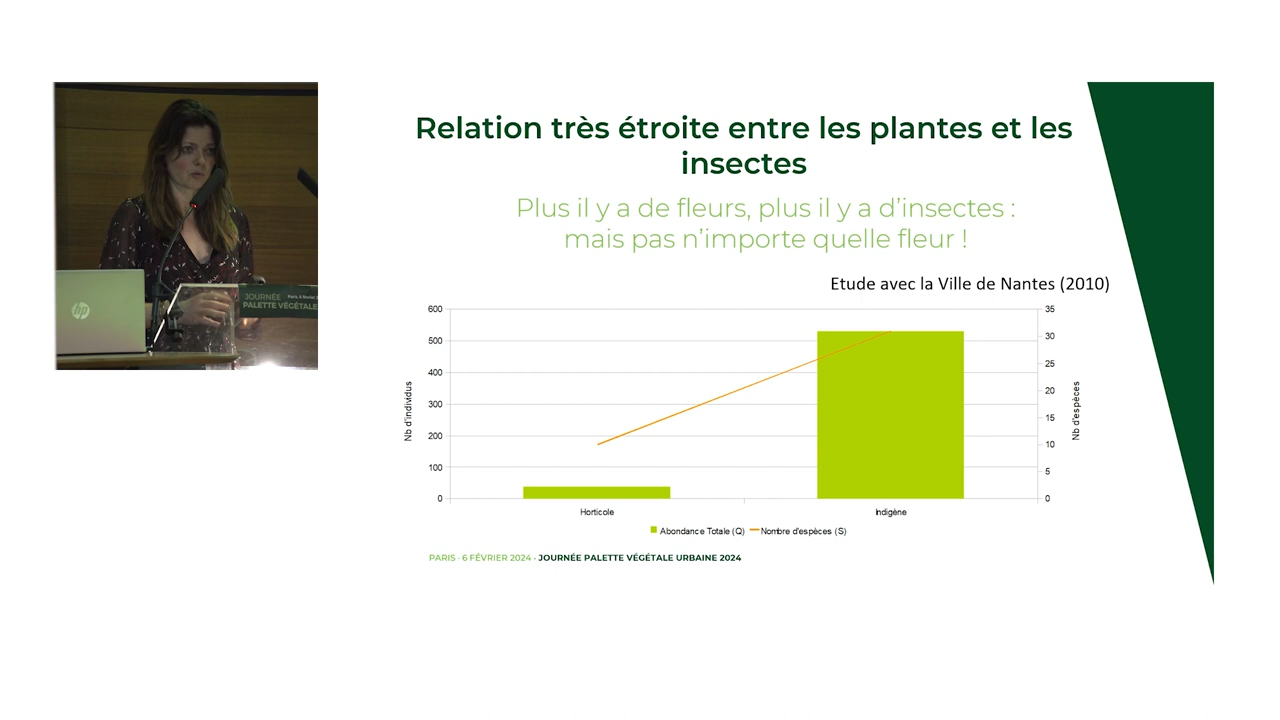 Relation très étroite entre les plantes et les
insectes
Plus il y a de fleurs, plus il y a d'insectes :
mais pas n'importe quelle fleur !
Etude avec la Ville de Nantes (2010)
600
500
400
300
200
100
0
Nb d'individus
35
30
25
20
15
10
5
0
Nb d'espèces
Horticole
Indigène
Abondance Totale (Q)
Nombre d'espèces (S)
PARIS - 6 FÉVRIER 2024 - JOURNÉE PALETTE VÉGÉTALE URBAINE 2024
hp
JOURNÉE
PALETTE VÉGÉTALE